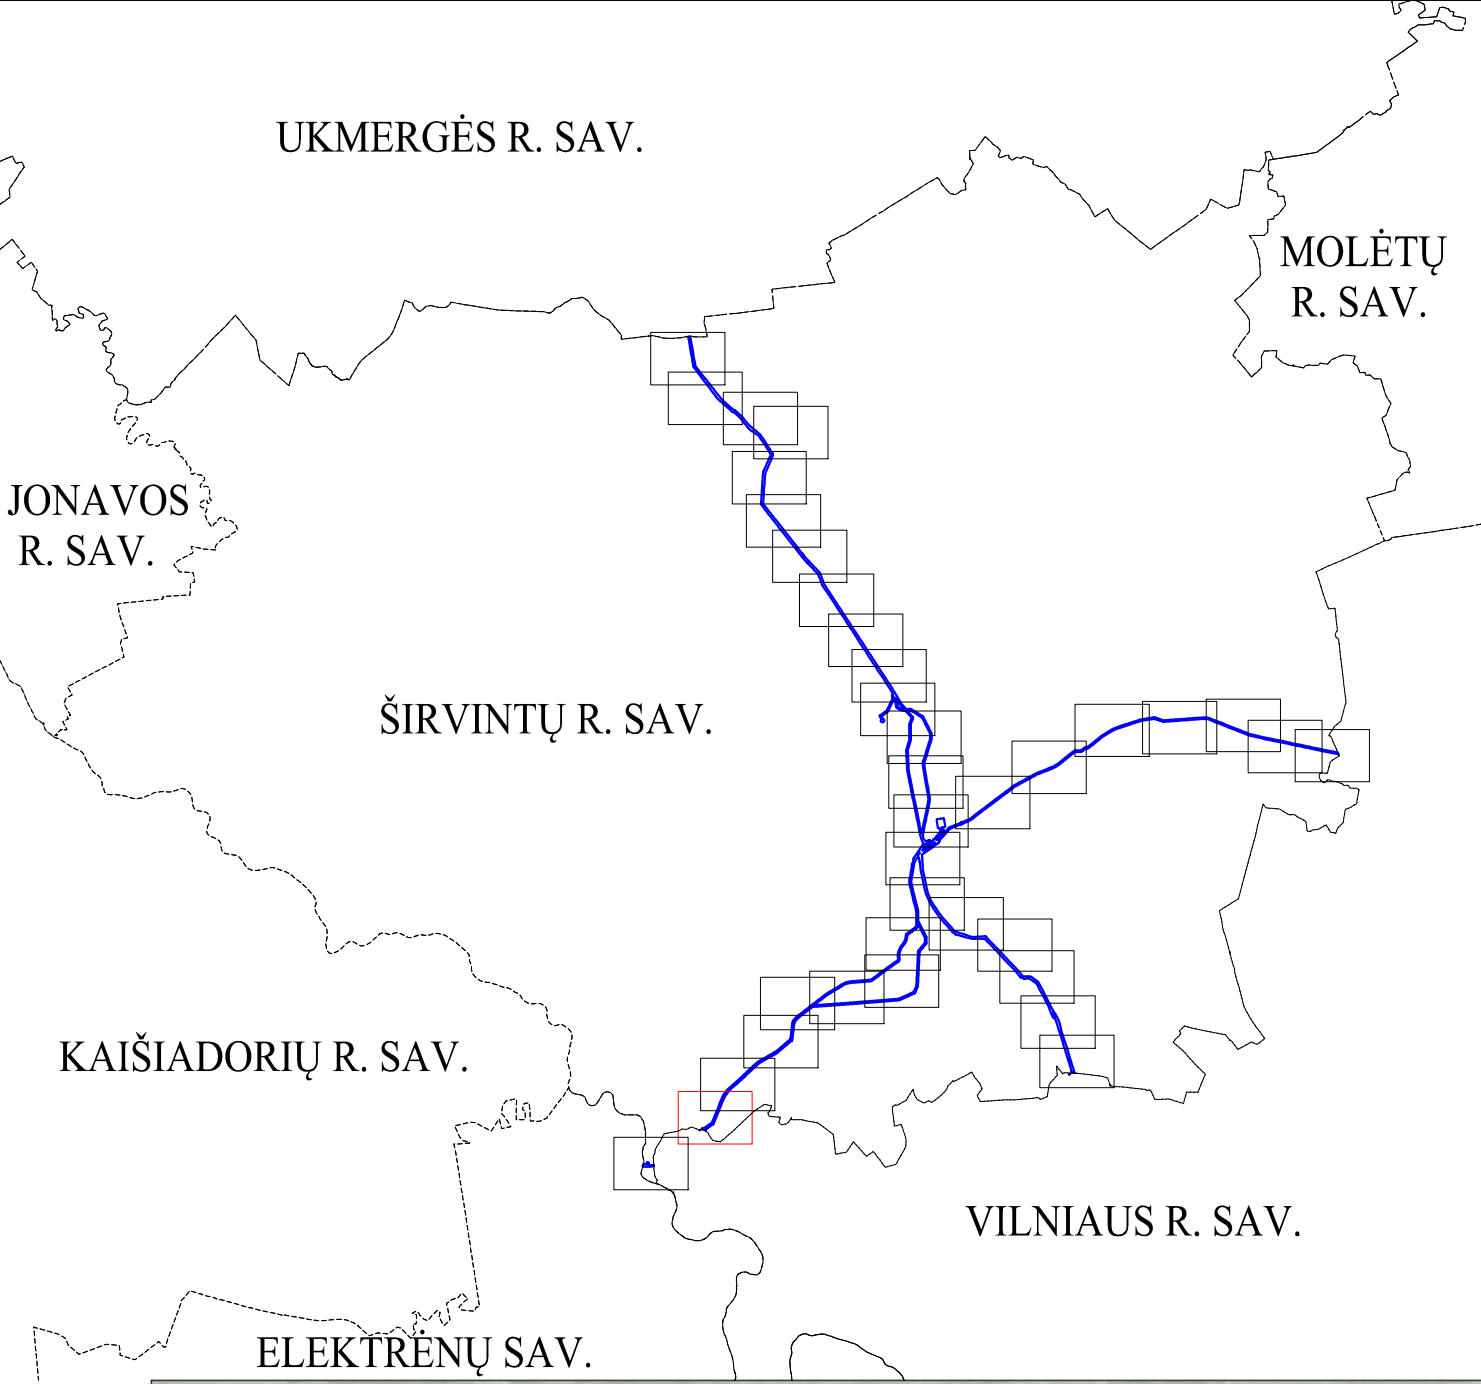 UKMERGĖS R. SAV.
MOLĖTŲ
R. SAV.
JONAVOS
R. SAV.
ŠIRVINTŲ R. SAV.
KAIŠIADORIŲ R. SAV.
VILNIAUS R. SAV.
ELEKTRĖNŲ SAV.